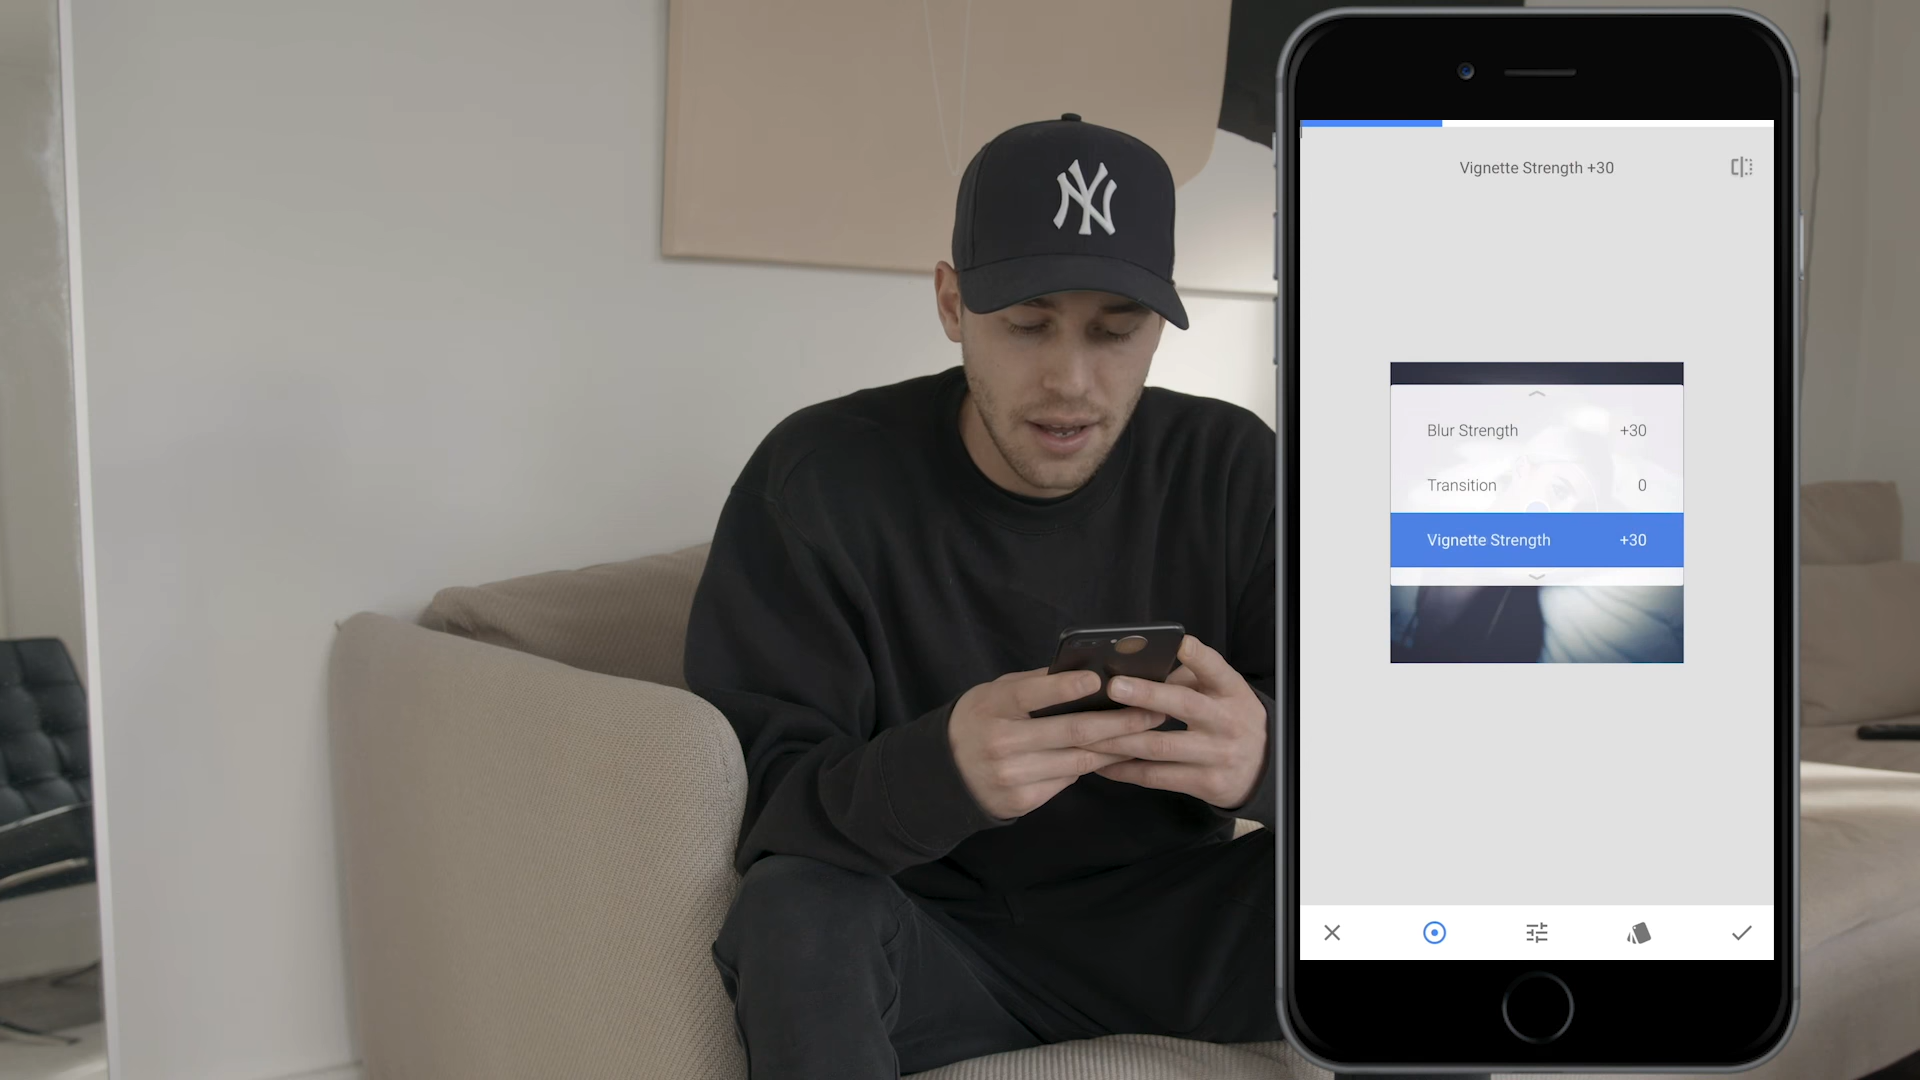 NY
Vignette Strength +30
Blur Strength +30
Transition 0
Vignette Strength +30